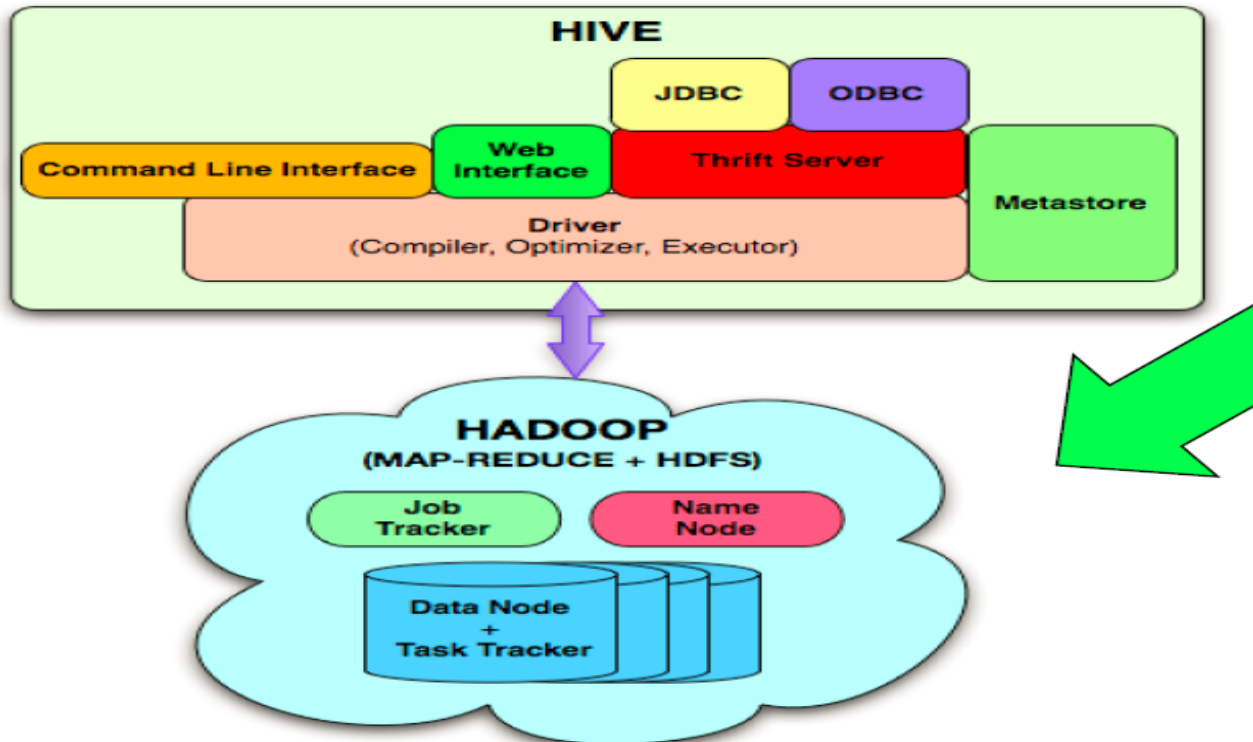 HIVE
JDBC
ODBC
Command Line Interface
Web
Interface
Thrift Server
Metastore
Driver
(Compiler, Optimizer, Executor)
HADOOP
(MAP-REDUCE + HDFS)
Job
Tracker
Name
Node
Data Node
+
Task Tracker